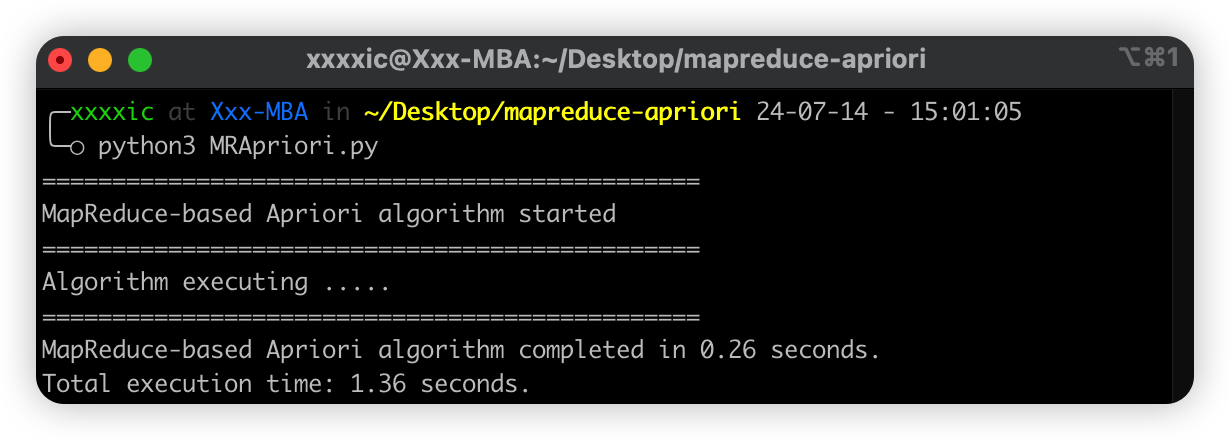 xxxxic@Xxx-MBA:~/Desktop/mapreduce-apriori
⌥⌘1
xxxxic at Xxx-MBA in ~/Desktop/mapreduce-apriori 24-07-14 - 15:01:05
python3 MRApriori.py
===============================================
MapReduce-based Apriori algorithm started
===============================================
Algorithm executing .....
===============================================
MapReduce-based Apriori algorithm completed in 0.26 seconds.
Total execution time: 1.36 seconds.